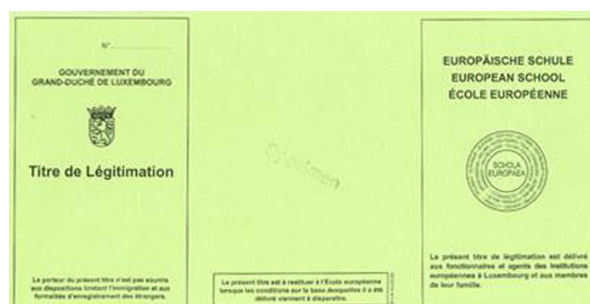 N°
GOUVERNEMENT DU
GRAND-DUCHÉ DE LUXEMBOURG
Titre de Légitimation
Le porteur du présent titre n'est pas soumis
aux dispositions limitant l'immigration et aux
formalités d'enregistrement des étrangers.
Spécimen
Le présent titre est à restituer à l'École européenne
lorsque les conditions sur la base desquelles il a été
délivré viennent à disparaître.
EUROPÄISCHE SCHULE
EUROPEAN SCHOOL
ÉCOLE EUROPÉENNE
SCHOLA
EUROPAEA
Le présent titre de légitimation est délivré
aux fonctionnaires et agents des Institutions
européennes à Luxembourg et aux membres
de leur famille.